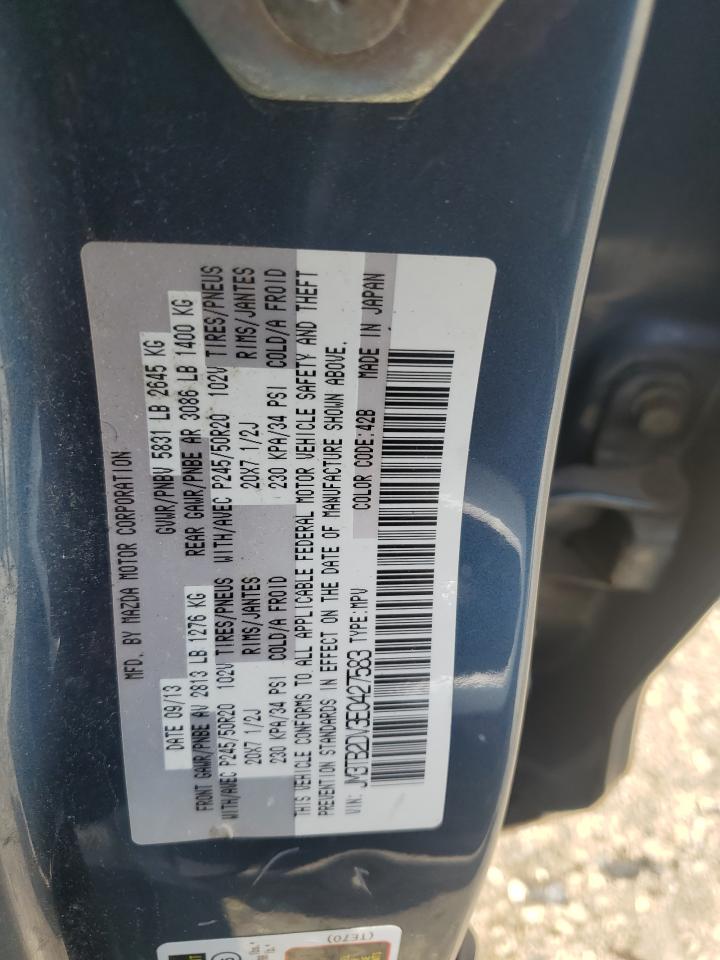 MFD. BY MAZDA MOTOR CORPORATION
DATE 09/13 GVWR/PNBV 5831 LB 2645 KG
FRONT GAWR/PNBE AV 2813 LB 1276 KG REAR GAWR/PNBE AR 3086 LB 1400 KG
WITH/AVEC P245/50R20 102V TIRES/PNEUS WITH/AVEC P245/50R20 102V TIRES/PNEUS
20X7 1/2J RIMS/JANTES 20X7 1/2J RIMS/JANTES
230 KPA/34 PSI COLD/A FROID 230 KPA/34 PSI COLD/A FROID
THIS VEHICLE CONFORMS TO ALL APPLICABLE FEDERAL MOTOR VEHICLE SAFETY AND THEFT
PREVENTION STANDARDS IN EFFECT ON THE DATE OF MANUFACTURE SHOWN ABOVE.
VIN: JM3TB2DV3E0427583 TYPE:MPV COLOR CODE:42B MADE IN JAPAN
(TE70)